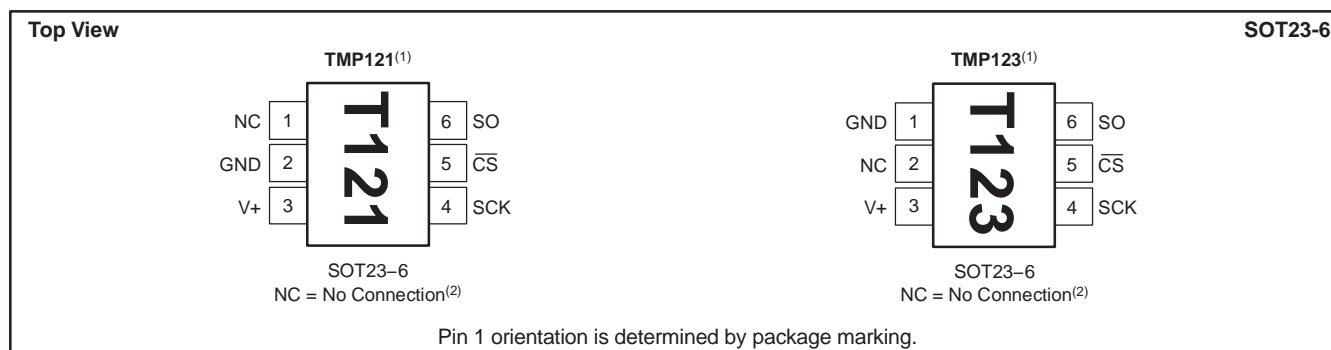 Top View SOT23-6
TMP121(1)
NC 1
GND 2
V+ 3
T121
6 SO
5 C̅S̅
4 SCK
SOT23–6
NC = No Connection(2)
TMP123(1)
GND 1
NC 2
V+ 3
T123
6 SO
5 C̅S̅
4 SCK
SOT23–6
NC = No Connection(2)
Pin 1 orientation is determined by package marking.